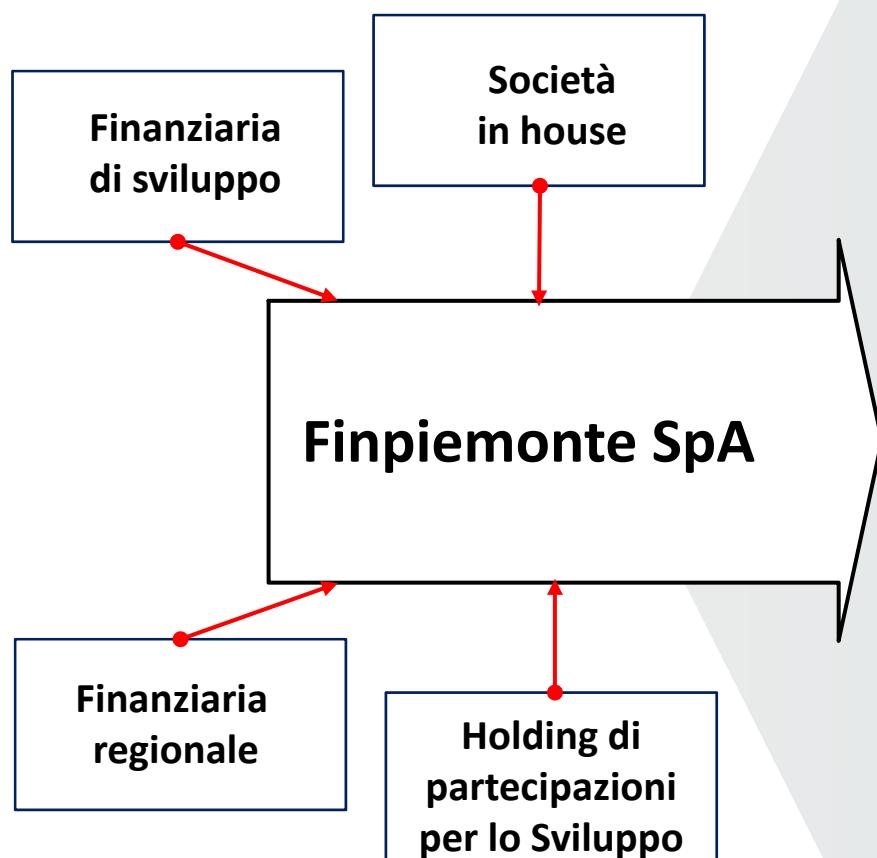 Finanziaria
di sviluppo
Società
in house
Finpiemonte SpA
Finanziaria
regionale
Holding di
partecipazioni
per lo Sviluppo